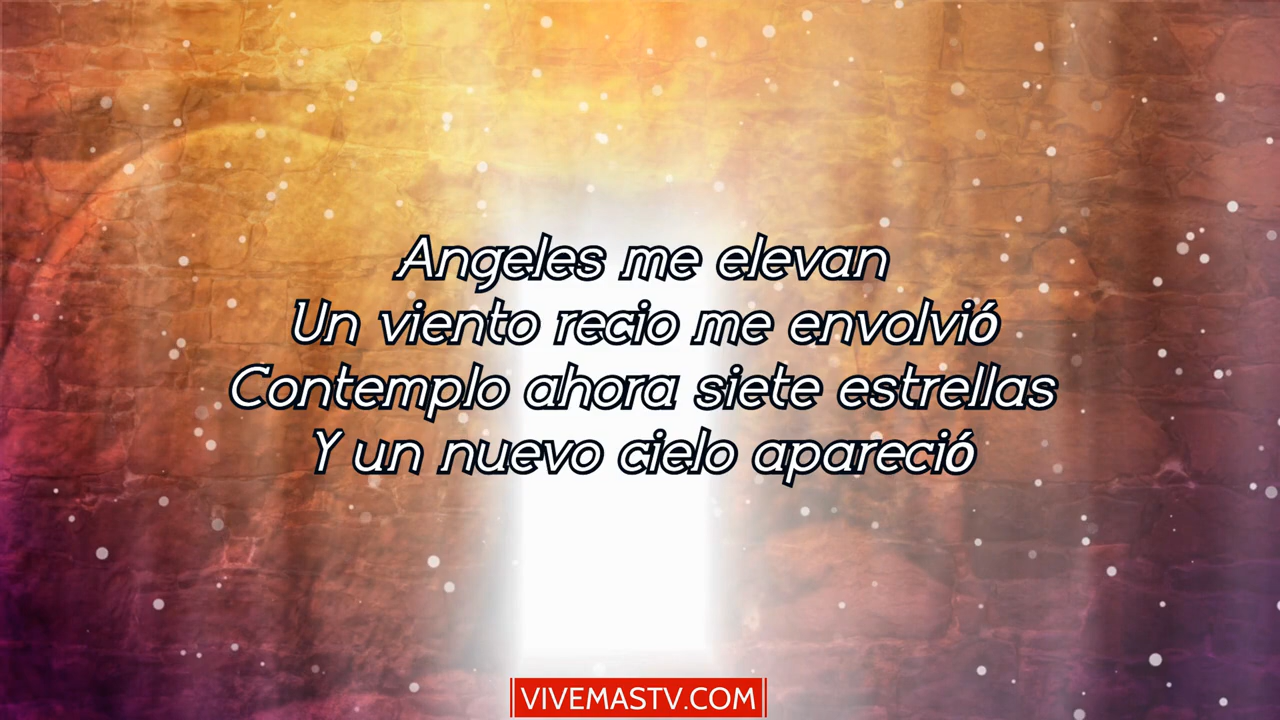 Angeles me elevan
Un viento recio me envolvió
Contemplo ahora siete estrellas
Y un nuevo cielo apareció
VIVEMASTV.COM